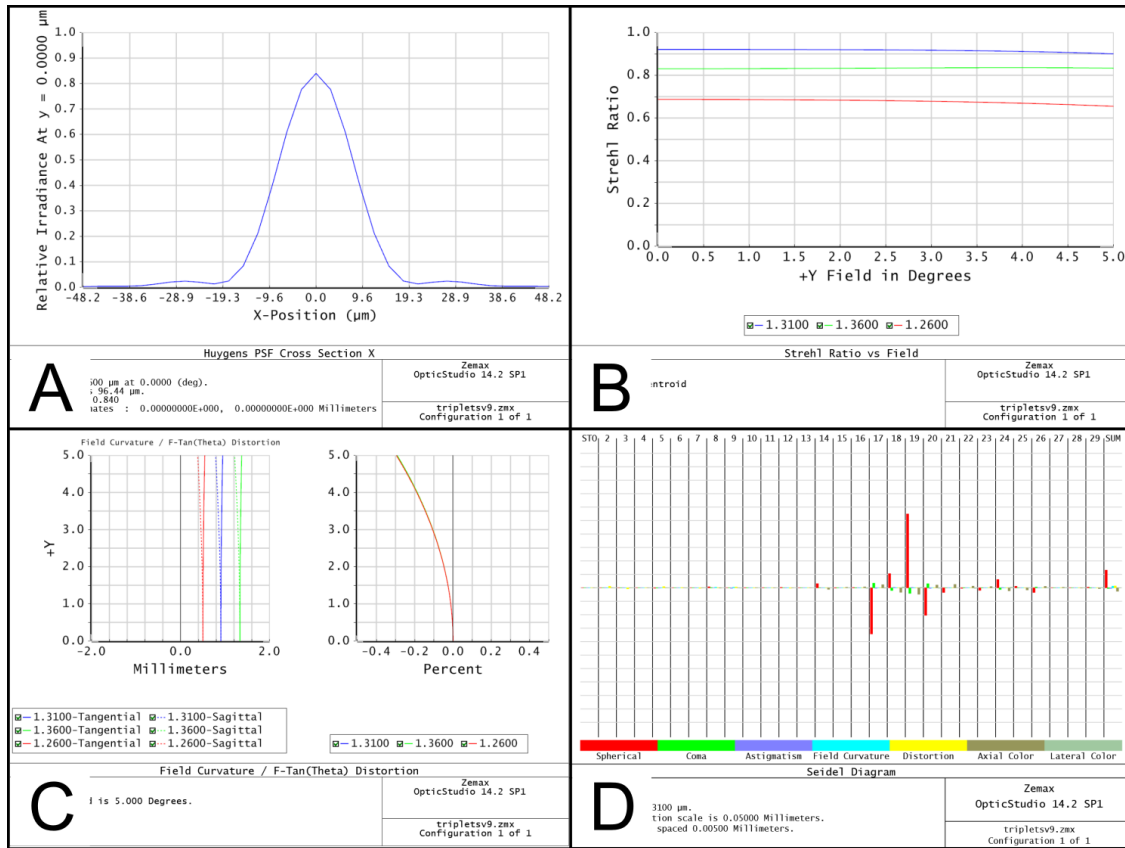 Relative Irradiance At y = 0.0000 µm
1.0
0.9
0.8
0.7
0.6
0.5
0.4
0.3
0.2
0.1
0.0
-48.2 -38.6 -28.9 -19.3 -9.6 0.0 9.6 19.3 28.9 38.6 48.2
X-Position (µm)
Huygens PSF Cross Section X
A
µm at 0.0000 (deg).
96.44 µm.
0.840
: 0.00000000E+000, 0.00000000E+000 Millimeters
Zemax
OpticStudio 14.2 SP1
tripletsv9.zmx
Configuration 1 of 1
Strehl Ratio
1.0
0.8
0.6
0.4
0.2
0.0
0.0 0.5 1.0 1.5 2.0 2.5 3.0 3.5 4.0 4.5 5.0
+Y Field in Degrees
1.3100 1.3600 1.2600
Strehl Ratio vs Field
B
Zemax
OpticStudio 14.2 SP1
tripletsv9.zmx
Configuration 1 of 1
Field Curvature / F-Tan(Theta) Distortion
+Y
5.0
4.0
3.0
2.0
1.0
0.0
-2.0 0.0 2.0
Millimeters
5.0
4.0
3.0
2.0
1.0
0.0
-0.4 -0.2 0.0 0.2 0.4
Percent
1.3100-Tangential 1.3100-Sagittal
1.3600-Tangential 1.3600-Sagittal
1.2600-Tangential 1.2600-Sagittal
1.3100 1.3600 1.2600
Field Curvature / F-Tan(Theta) Distortion
C
is 5.000 Degrees.
Zemax
OpticStudio 14.2 SP1
tripletsv9.zmx
Configuration 1 of 1
STO 2 3 4 5 6 7 8 9 10 11 12 13 14 15 16 17 18 19 20 21 22 23 24 25 26 27 28 29 SUM
Spherical Coma Astigmatism Field Curvature Distortion Axial Color Lateral Color
Seidel Diagram
D
3100 µm.
tion scale is 0.05000 Millimeters.
spaced 0.00500 Millimeters.
Zemax
OpticStudio 14.2 SP1
tripletsv9.zmx
Configuration 1 of 1